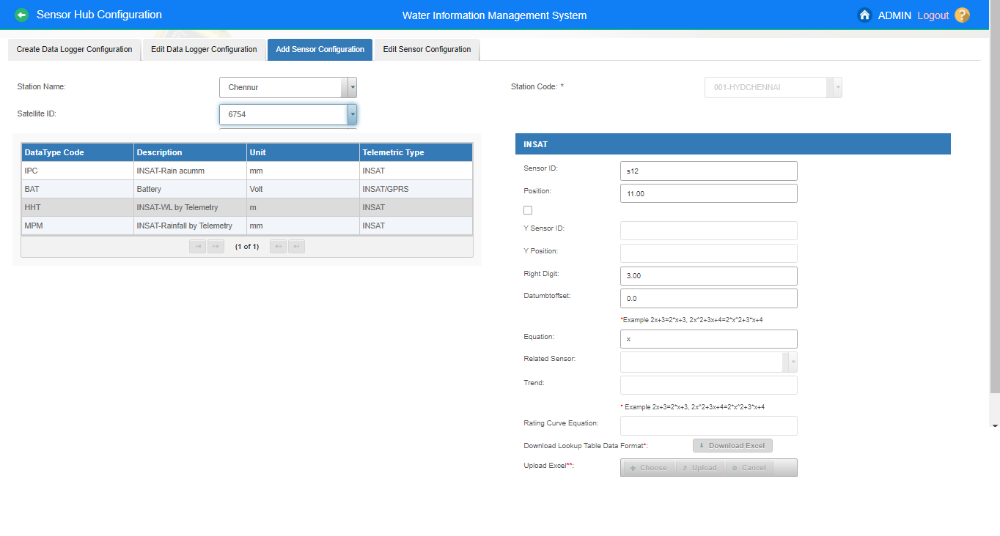 Sensor Hub Configuration
Water Information Management System
ADMIN Logout ?
Create Data Logger Configuration Edit Data Logger Configuration Add Sensor Configuration Edit Sensor Configuration
Station Name: Chennur Station Code: * 001-HYDCHENNAI
Satellite ID: 6754
DataType Code Description Unit Telemetric Type
IPC INSAT-Rain acumm mm INSAT
BAT Battery Volt INSAT/GPRS
HHT INSAT-WL by Telemetry m INSAT
MPM INSAT-Rainfall by Telemetry mm INSAT
(1 of 1)
INSAT
Sensor ID: s12
Position: 11.00
Y Sensor ID:
Y Position:
Right Digit: 3.00
Datumbtoffset: 0.0
*Example 2x+3=2*x+3, 2x^2+3x+4=2*x^2+3*x+4
Equation: x
Related Sensor:
Trend:
* Example 2x+3=2*x+3, 2x^2+3x+4=2*x^2+3*x+4
Rating Curve Equation:
Download Lookup Table Data Format*: Download Excel
Upload Excel**: Choose Upload Cancel